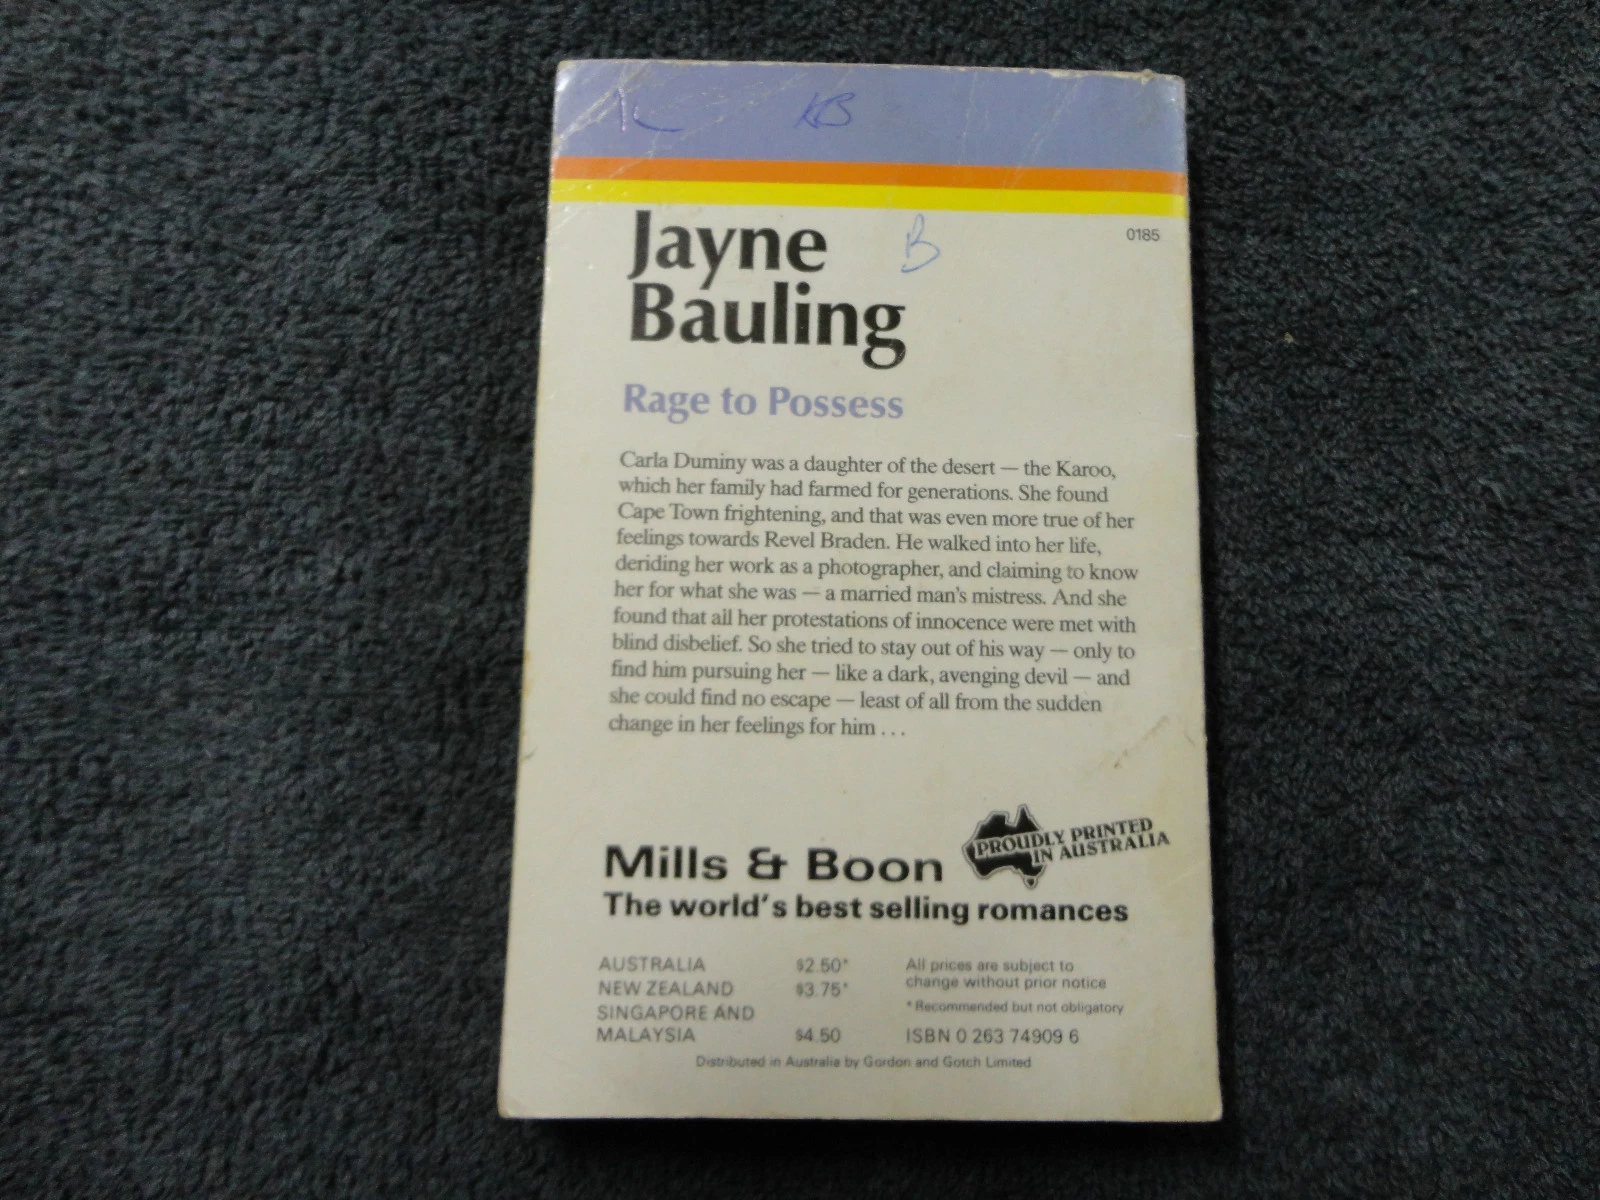 KB
B
0185
Jayne
Bauling
Rage to Possess
Carla Duminy was a daughter of the desert — the Karoo,
which her family had farmed for generations. She found
Cape Town frightening, and that was even more true of her
feelings towards Revel Braden. He walked into her life,
deriding her work as a photographer, and claiming to know
her for what she was — a married man's mistress. And she
found that all her protestations of innocence were met with
blind disbelief. So she tried to stay out of his way — only to
find him pursuing her — like a dark, avenging devil — and
she could find no escape — least of all from the sudden
change in her feelings for him . . .
PROUDLY PRINTED
IN AUSTRALIA
Mills & Boon
The world's best selling romances
AUSTRALIA $2.50*
NEW ZEALAND $3.75*
SINGAPORE AND
MALAYSIA $4.50
All prices are subject to
change without prior notice
* Recommended but not obligatory
ISBN 0 263 74909 6
Distributed in Australia by Gordon and Gotch Limited